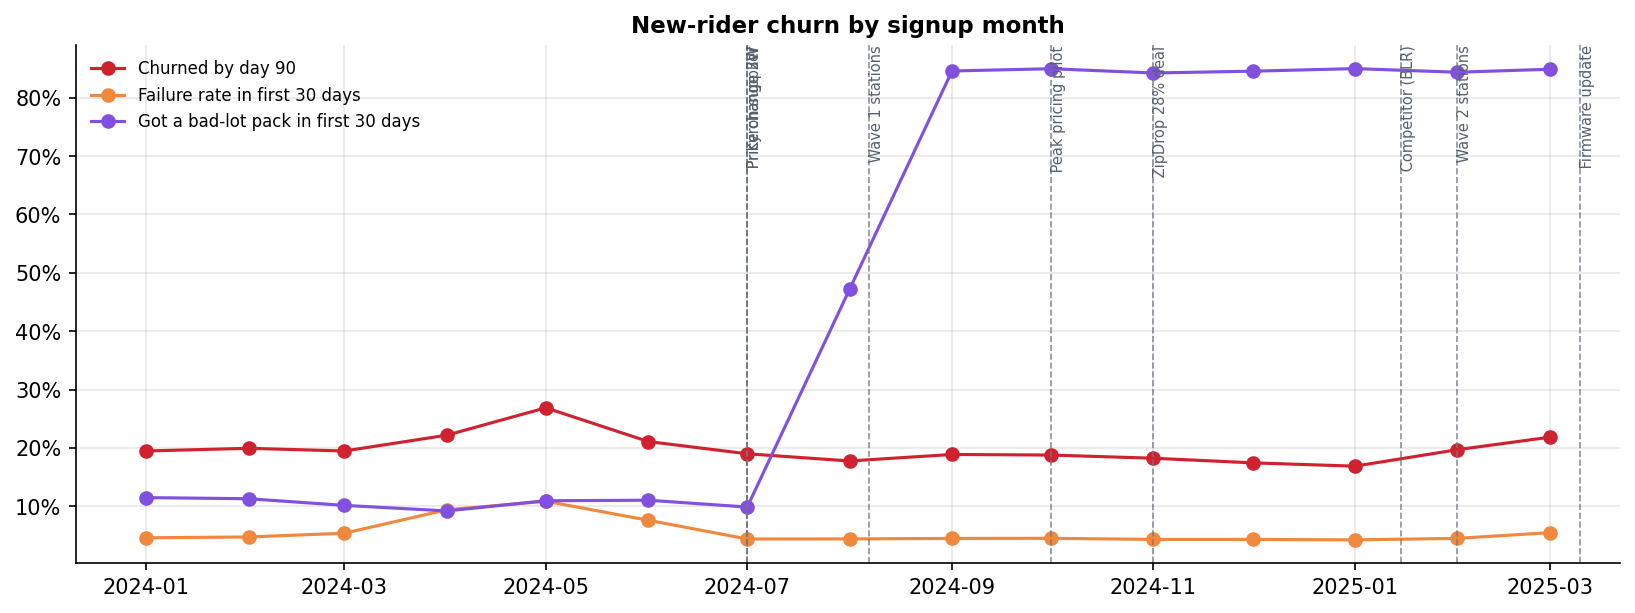 New-rider churn by signup month
Churned by day 90
Failure rate in first 30 days
Got a bad-lot pack in first 30 days
80%
70%
60%
50%
40%
30%
20%
10%
Price change
Wave 1 stations
Peak pricing pilot
ZipDrop 28% deal
Competitor (BLR)
Wave 2 stations
Firmware update
2024-01
2024-03
2024-05
2024-07
2024-09
2024-11
2025-01
2025-03